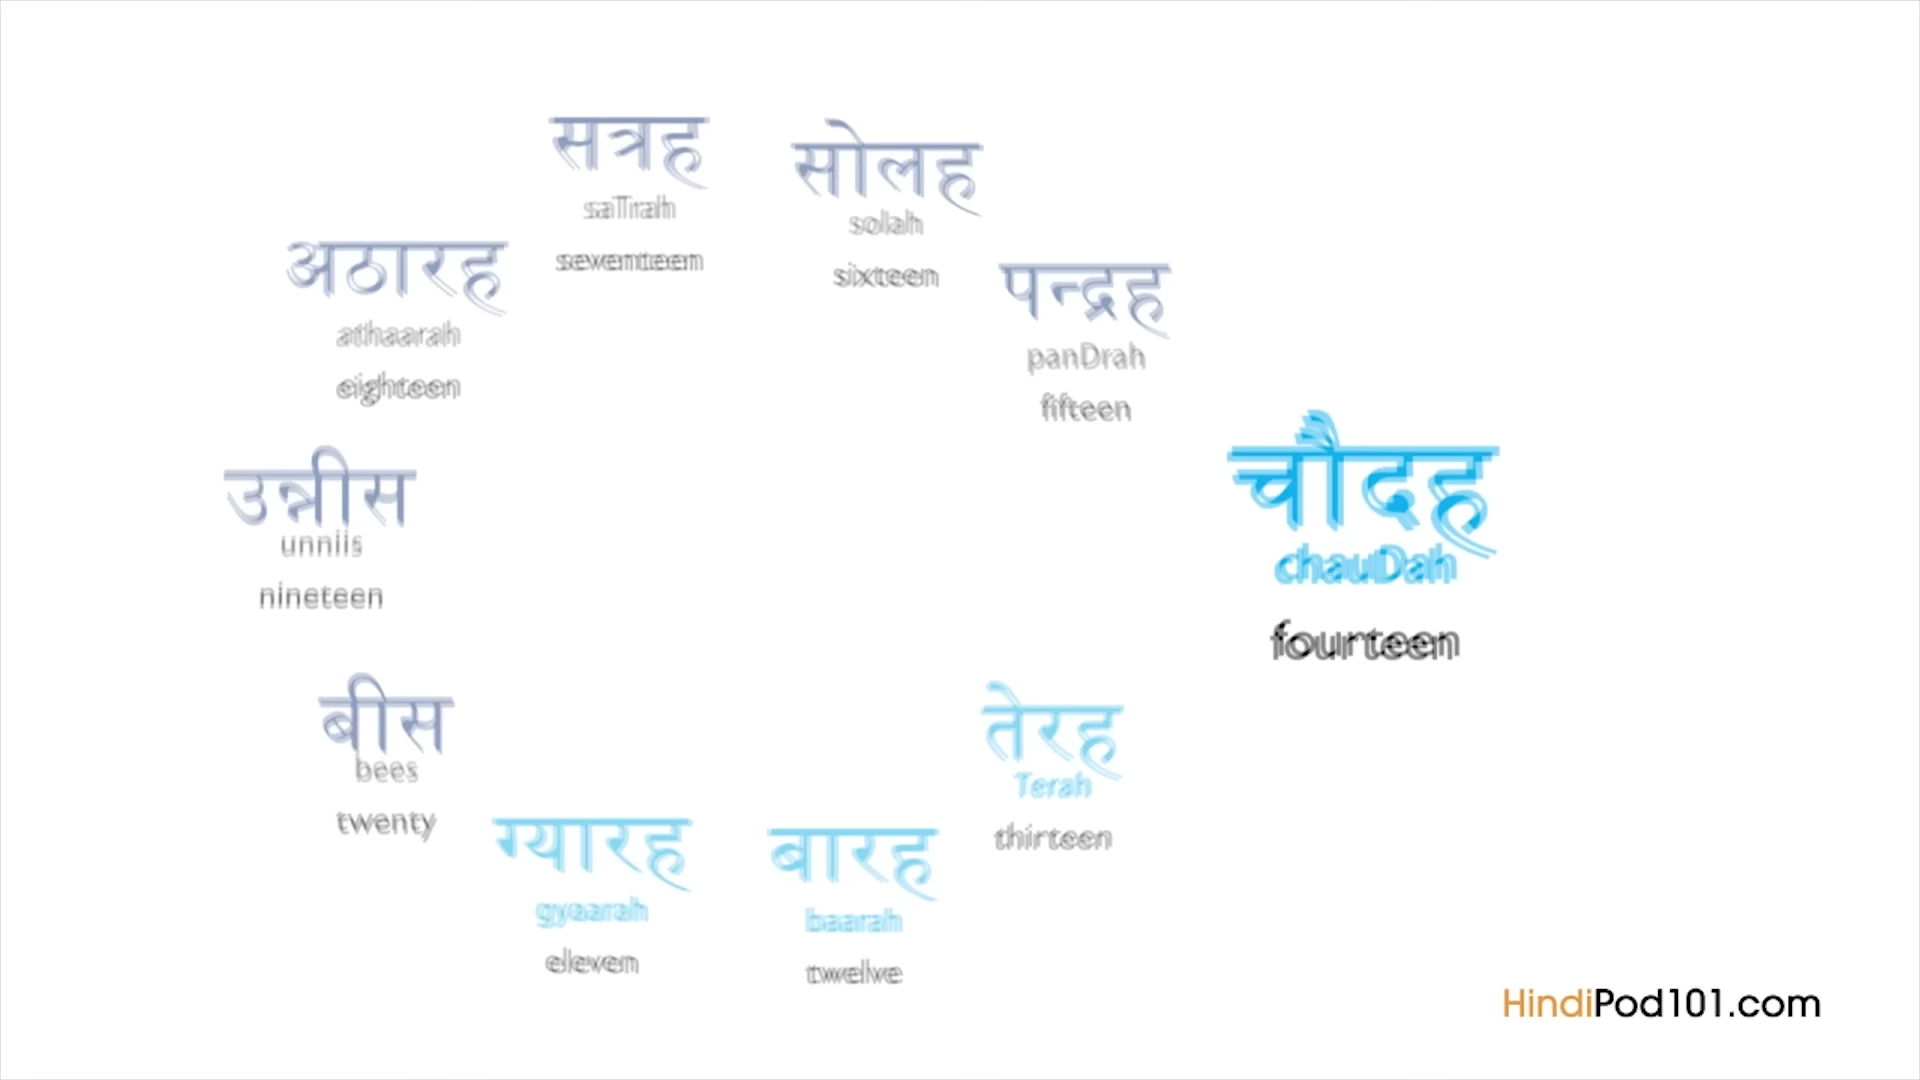 सत्रह
saTrah
seventeen
सोलह
solah
sixteen
अठारह
athaarah
eighteen
पन्द्रह
panDrah
fifteen
चौदह
chauDah
fourteen
उन्नीस
unniis
nineteen
बीस
bees
twenty
तेरह
Terah
thirteen
ग्यारह
gyaarah
eleven
बारह
baarah
twelve
HindiPod101.com